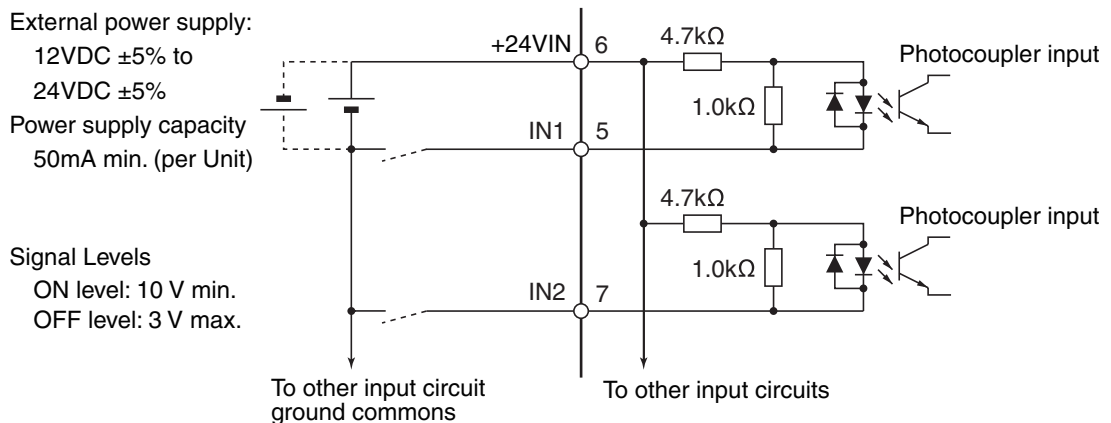 External power supply:
12VDC ±5% to
24VDC ±5%
Power supply capacity
50mA min. (per Unit)
Signal Levels
ON level: 10 V min.
OFF level: 3 V max.
+24VIN 6
4.7kΩ
Photocoupler input
1.0kΩ
IN1 5
4.7kΩ
Photocoupler input
1.0kΩ
IN2 7
To other input circuit
ground commons
To other input circuits